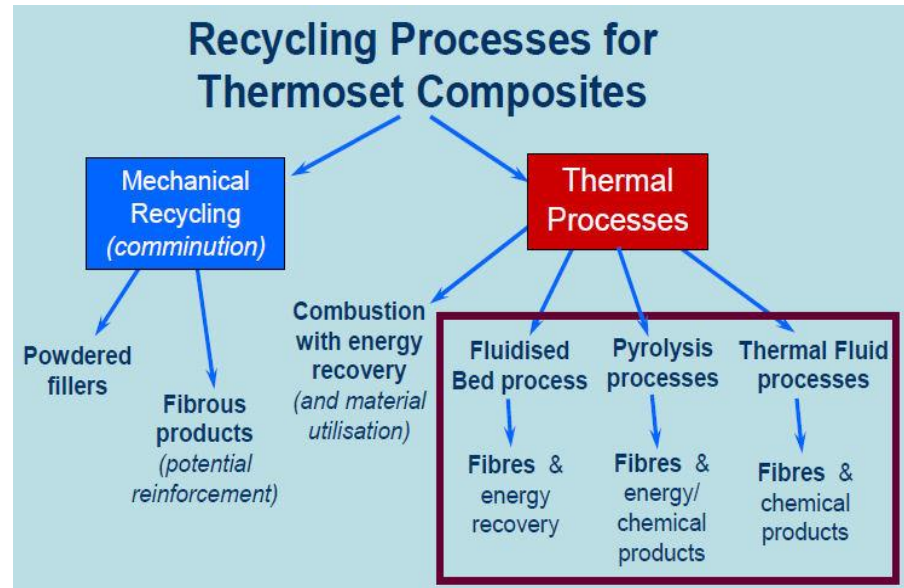 Recycling Processes for
Thermoset Composites
Mechanical
Recycling
(comminution)
Thermal
Processes
Powdered
fillers
Fibrous
products
(potential
reinforcement)
Combustion
with energy
recovery
(and material
utilisation)
Fluidised
Bed process
Fibres &
energy
recovery
Pyrolysis
processes
Fibres &
energy/
chemical
products
Thermal Fluid
processes
Fibres &
chemical
products